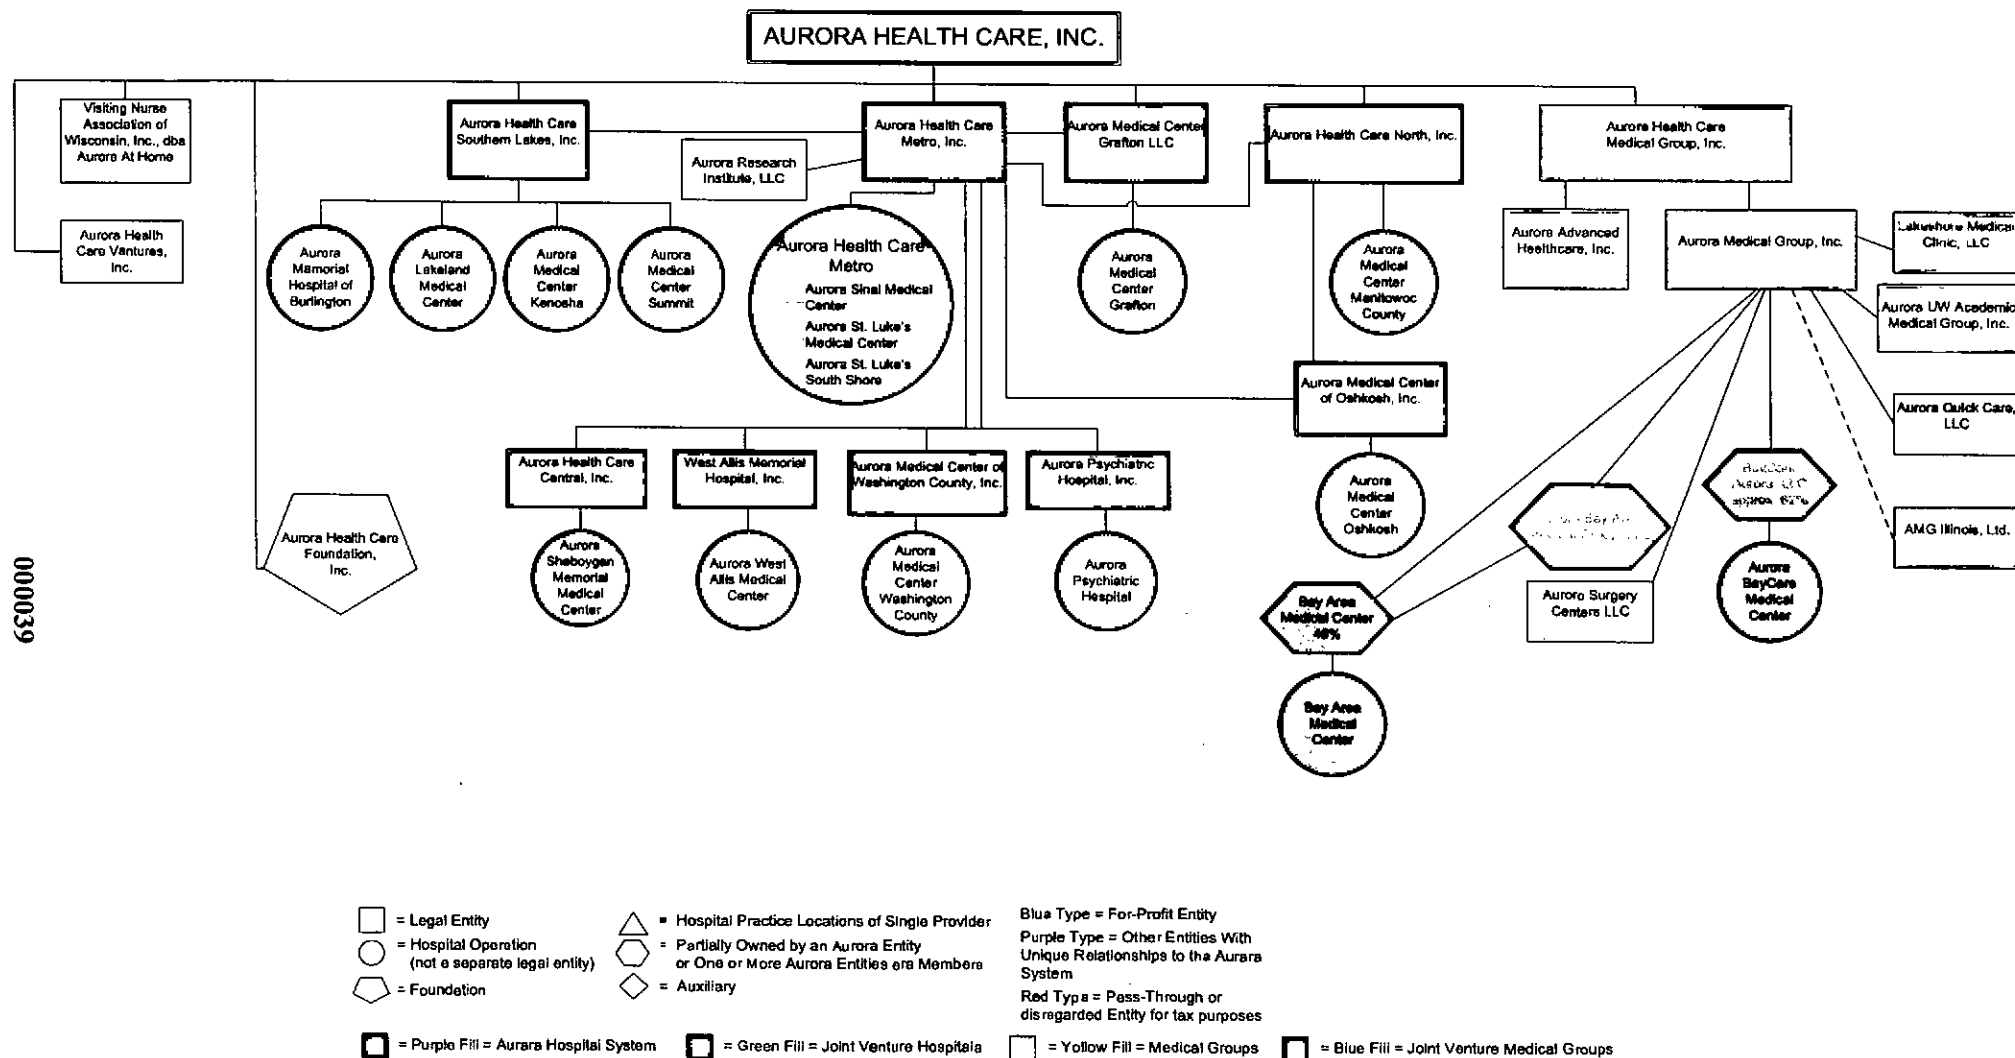 AURORA HEALTH CARE, INC.
Visiting Nurse
Association of
Wisconsin, Inc., dba
Aurora At Home
Aurora Health
Care Ventures,
Inc.
Aurora Health Care
Southern Lakes, Inc.
Aurora Research
Institute, LLC
Aurora Health Care
Metro, Inc.
Aurora Medical Center
Grafton LLC
Aurora Health Care North, Inc.
Aurora Health Care
Medical Group, Inc.
Aurora Advanced
Healthcare, Inc.
Aurora Medical Group, Inc.
Lakeshore Medical
Clinic, LLC
Aurora UW Academic
Medical Group, Inc.
Aurora Quick Care,
LLC
AMG Illinois, Ltd.
Aurora
Memorial
Hospital of
Burlington
Aurora
Lakeland
Medical
Center
Aurora
Medical
Center
Kenosha
Aurora
Medical
Center
Summit
Aurora Health Care
Metro
Aurora Sinai Medical
Center
Aurora St. Luke's
Medical Center
Aurora St. Luke's
South Shore
Aurora
Medical
Center
Grafton
Aurora
Medical
Center
Manitowoc
County
Aurora Medical Center
of Oshkosh, Inc.
Aurora
Medical
Center
Oshkosh
Aurora Health Care
Central, Inc.
West Allis Memorial
Hospital, Inc.
Aurora Medical Center of
Washington County, Inc.
Aurora Psychiatric
Hospital, Inc.
Aurora
Sheboygan
Memorial
Medical
Center
Aurora West
Allis Medical
Center
Aurora
Medical
Center
Washington
County
Aurora
Psychiatric
Hospital
Aurora Health Care
Foundation,
Inc.
BayCare
Aurora, LLC
approx.
Aurora
BayCare
Medical
Center
Aurora Surgery
Centers LLC
Bay Area
Medical Center
49%
Bay Area
Medical
Center
000039
= Legal Entity
= Hospital Operation
(not a separate legal entity)
= Foundation
= Hospital Practice Locations of Single Provider
= Partially Owned by an Aurora Entity
or One or More Aurora Entities are Members
= Auxiliary
Blue Type = For-Profit Entity
Purple Type = Other Entities With
Unique Relationships to the Aurora
System
Red Type = Pass-Through or
disregarded Entity for tax purposes
= Purple Fill = Aurora Hospital System
= Green Fill = Joint Venture Hospitals
= Yellow Fill = Medical Groups
= Blue Fill = Joint Venture Medical Groups